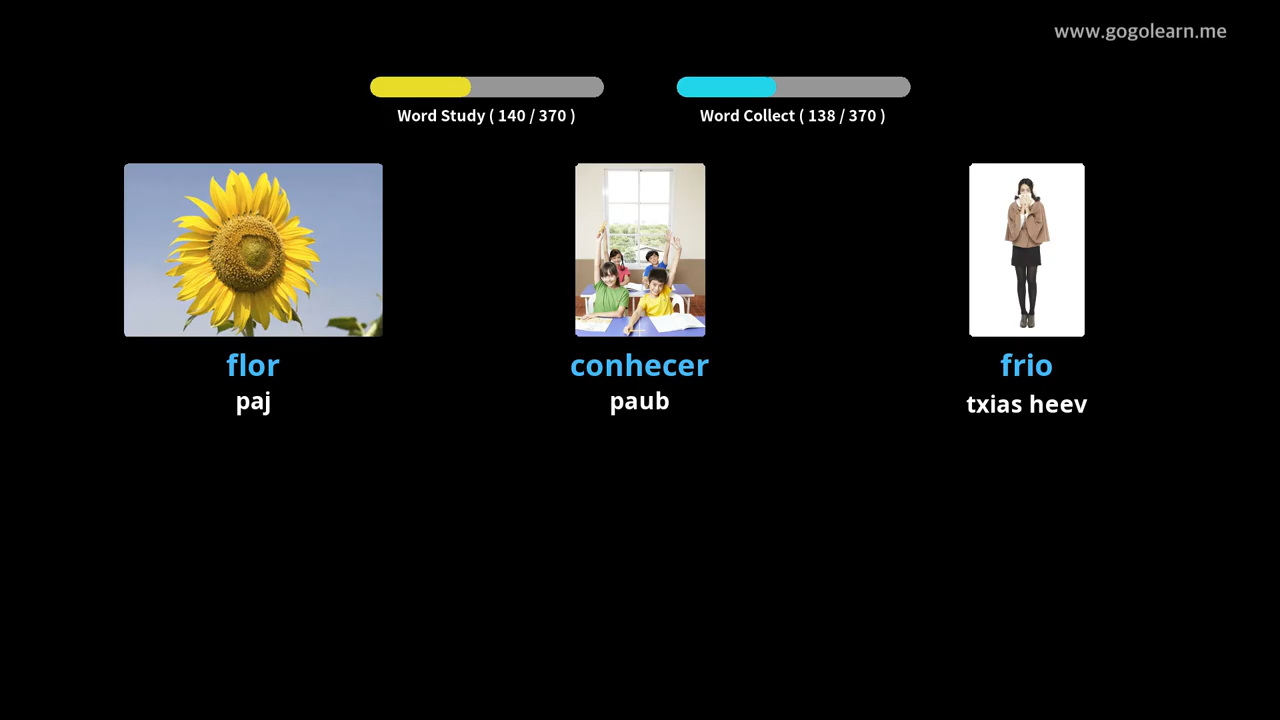 www.gogolearn.me
Word Study ( 140 / 370 )
Word Collect ( 138 / 370 )
flor
paj
conhecer
paub
frio
txias heev